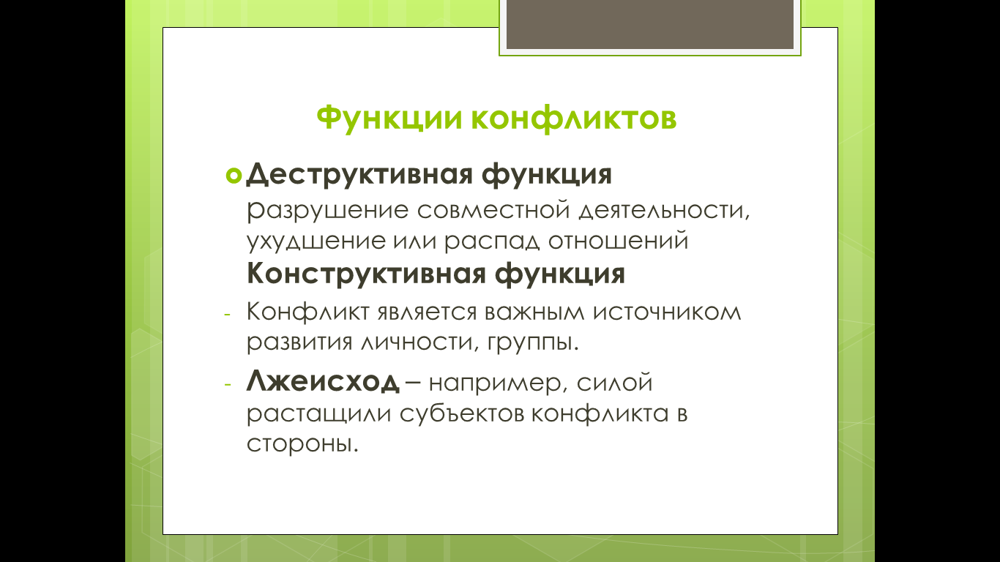 Функции конфликтов
Деструктивная функция
разрушение совместной деятельности,
ухудшение или распад отношений
Конструктивная функция
- Конфликт является важным источником
развития личности, группы.
- Лжеисход – например, силой
растащили субъектов конфликта в
стороны.